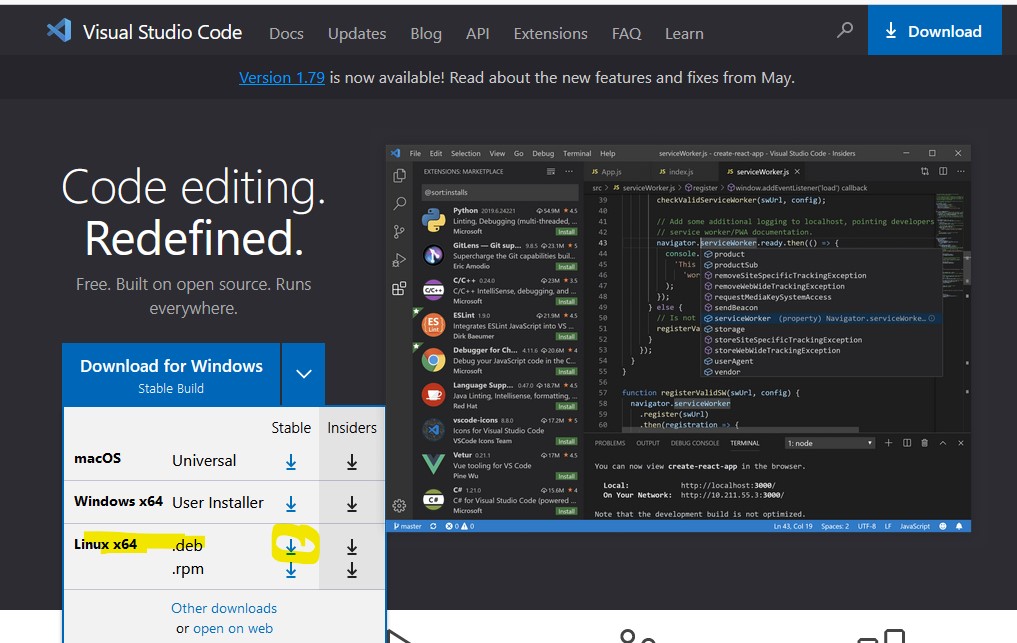 Visual Studio Code Docs Updates Blog API Extensions FAQ Learn Download
Version 1.79 is now available! Read about the new features and fixes from May.
Code editing.
Redefined.
Free. Built on open source. Runs
everywhere.
Download for Windows
Stable Build
Stable Insiders
macOS Universal
Windows x64 User Installer
Linux x64 .deb
.rpm
Other downloads
or open on web
File Edit Selection View Go Debug Terminal Help serviceWorker.js - create-react-app - Visual Studio Code - Insiders
EXTENSIONS: MARKETPLACE
@sort:installs
Python 2019.6.24221 54.9M 4.5
Linting, Debugging (multi-threaded, ...
Microsoft Install
GitLens — Git sup... 9.8.5 23.1M 5
Supercharge the Git capabilities buil...
Eric Amodio Install
C/C++ 0.24.0 23M 3.5
C/C++ IntelliSense, debugging, and ...
Microsoft Install
ESLint 1.9.0 21.9M 4.5
Integrates ESLint JavaScript into VS ...
Dirk Baeumer Install
Debugger for Ch... 4.11.6 20.6M 4
Debug your JavaScript code in the C...
Microsoft Install
Language Supp... 0.47.0 18.7M 4.5
Java Linting, Intellisense, formatting, ...
Red Hat Install
vscode-icons 8.8.0 17.2M 5
Icons for Visual Studio Code
VSCode Icons Team Install
Vetur 0.21.1 17M 4.5
Vue tooling for VS Code
Pine Wu Install
C# 1.21.0 15.6M 4
C# for Visual Studio Code (powered ...
Microsoft Install
JS App.js JS index.js JS serviceWorker.js
src > JS serviceWorker.js > register > window.addEventListener('load') callback
39 checkValidServiceWorker(swUrl, config);
40
41 // Add some additional logging to localhost, pointing developers
42 // service worker/PWA documentation.
43 navigator.serviceWorker.ready.then(() => {
44 console.
45 'This
46 'wor
47 );
48 });
49 } else {
50 // Is not
51 registerVa
52 }
53 });
54 }
55 }
56
57 function registerValidSW(swUrl, config) {
58 navigator.serviceWorker
59 .register(swUrl)
60 .then(registration => {
product
productSub
removeSiteSpecificTrackingException
removeWebWideTrackingException
requestMediaKeySystemAccess
sendBeacon
serviceWorker (property) Navigator.serviceWorke...
storage
storeSiteSpecificTrackingException
storeWebWideTrackingException
userAgent
vendor
PROBLEMS OUTPUT DEBUG CONSOLE TERMINAL 1: node
You can now view create-react-app in the browser.
Local: http://localhost:3000/
On Your Network: http://10.211.55.3:3000/
Note that the development build is not optimized.
master 0 0 Ln 43, Col 19 Spaces: 2 UTF-8 LF JavaScript